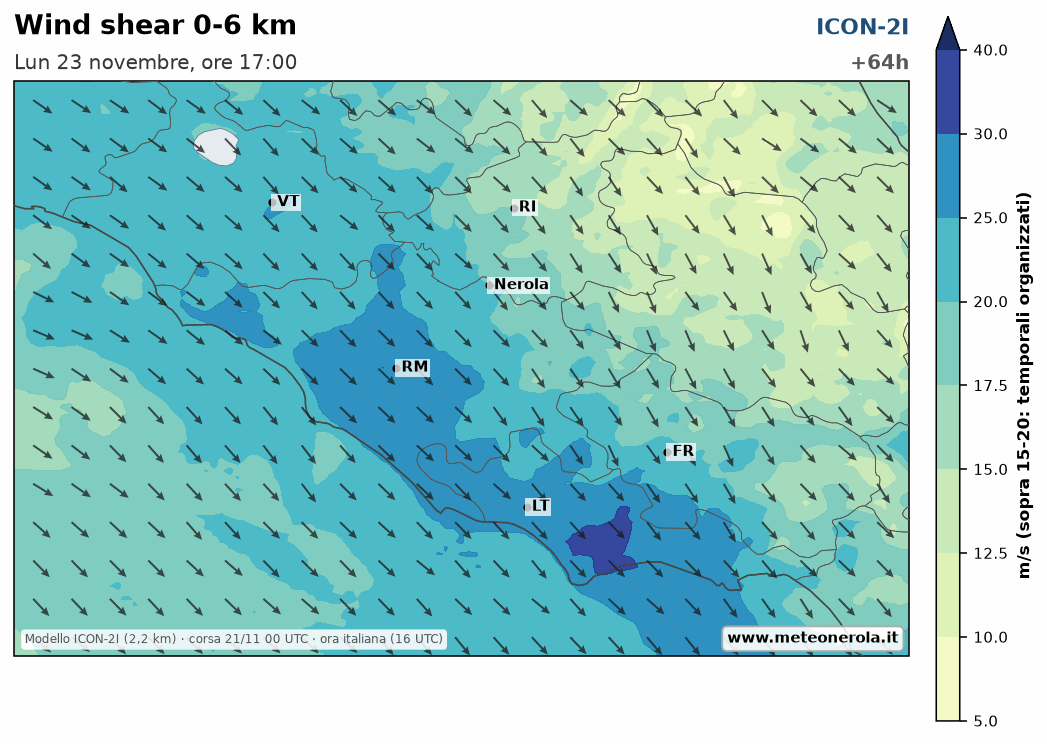 Wind shear 0-6 km
ICON-2I
Lun 23 novembre, ore 17:00
+64h
VT
RI
Nerola
RM
FR
LT
40.0
30.0
25.0
20.0
17.5
15.0
12.5
10.0
5.0
m/s (sopra 15-20: temporali organizzati)
Modello ICON-2I (2,2 km) · corsa 21/11 00 UTC · ora italiana (16 UTC)
www.meteonerola.it